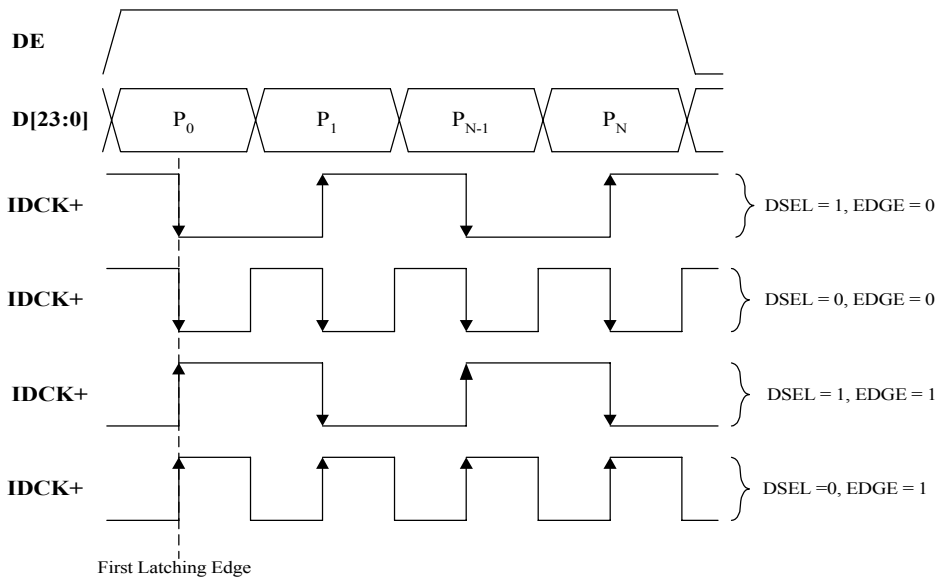 DE
D[23:0] P0 P1 PN-1 PN
IDCK+ DSEL = 1, EDGE = 0
IDCK+ DSEL = 0, EDGE = 0
IDCK+ DSEL = 1, EDGE = 1
IDCK+ DSEL =0, EDGE = 1
First Latching Edge